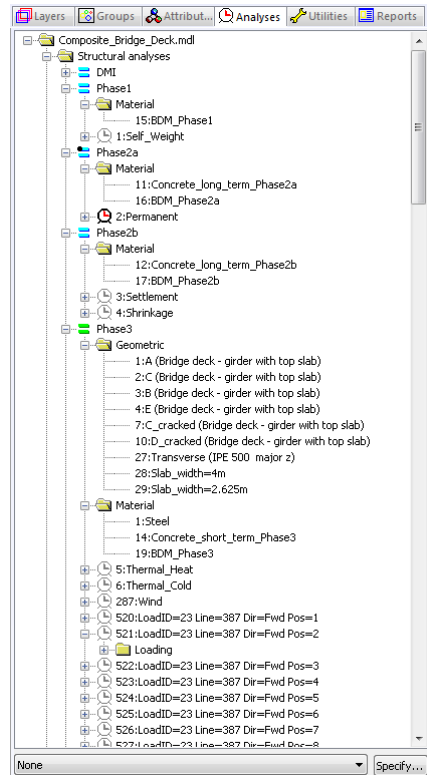 Layers Groups Attribut... Analyses Utilities Reports
Composite_Bridge_Deck.mdl
Structural analyses
DMI
Phase1
Material
15:BDM_Phase1
1:Self_Weight
Phase2a
Material
11:Concrete_long_term_Phase2a
16:BDM_Phase2a
2:Permanent
Phase2b
Material
12:Concrete_long_term_Phase2b
17:BDM_Phase2b
3:Settlement
4:Shrinkage
Phase3
Geometric
1:A (Bridge deck - girder with top slab)
2:C (Bridge deck - girder with top slab)
3:B (Bridge deck - girder with top slab)
4:E (Bridge deck - girder with top slab)
7:C_cracked (Bridge deck - girder with top slab)
10:D_cracked (Bridge deck - girder with top slab)
27:Transverse (IPE 500 major z)
28:Slab_width=4m
29:Slab_width=2.625m
Material
1:Steel
14:Concrete_short_term_Phase3
19:BDM_Phase3
5:Thermal_Heat
6:Thermal_Cold
287:Wind
520:LoadID=23 Line=387 Dir=Fwd Pos=1
521:LoadID=23 Line=387 Dir=Fwd Pos=2
Loading
522:LoadID=23 Line=387 Dir=Fwd Pos=3
523:LoadID=23 Line=387 Dir=Fwd Pos=4
524:LoadID=23 Line=387 Dir=Fwd Pos=5
525:LoadID=23 Line=387 Dir=Fwd Pos=6
526:LoadID=23 Line=387 Dir=Fwd Pos=7
527:LoadID=23 Line=387 Dir=Fwd Pos=8
None Specify...